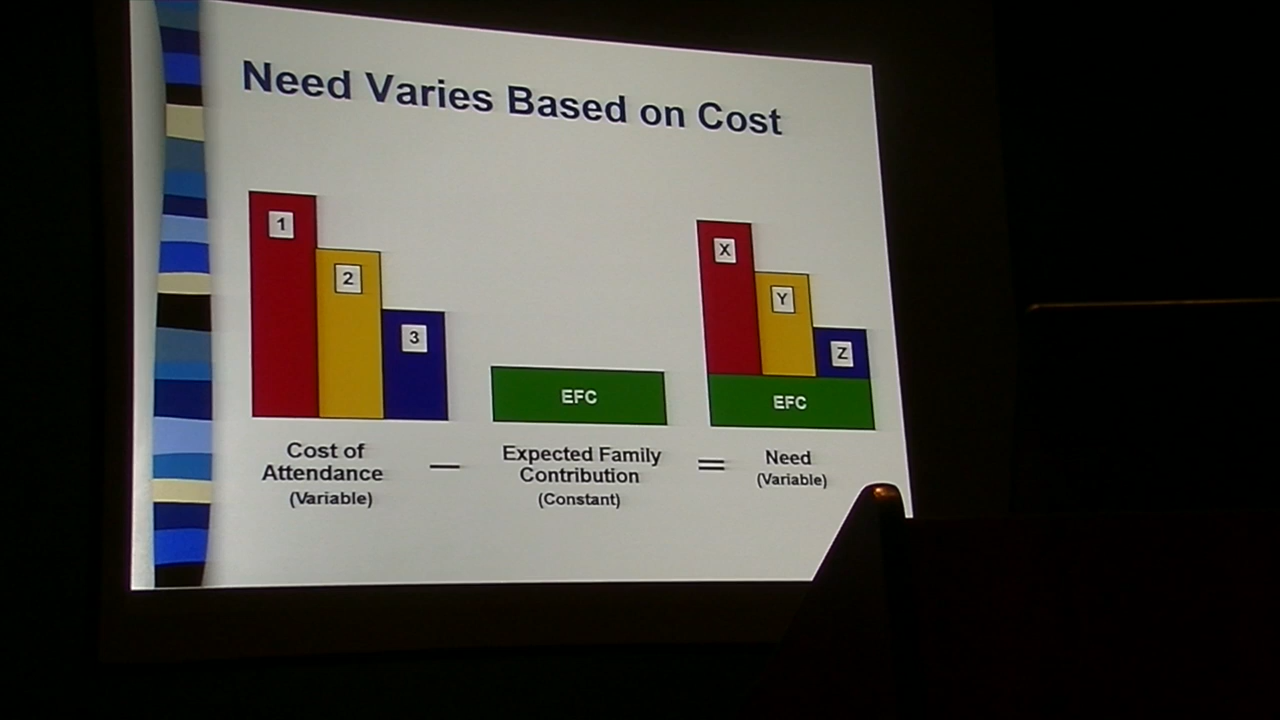 Need Varies Based on Cost
1
2
3
X
Y
Z
EFC
EFC
Cost of
Attendance
(Variable)
—
Expected Family
Contribution
(Constant)
=
Need
(Variable)